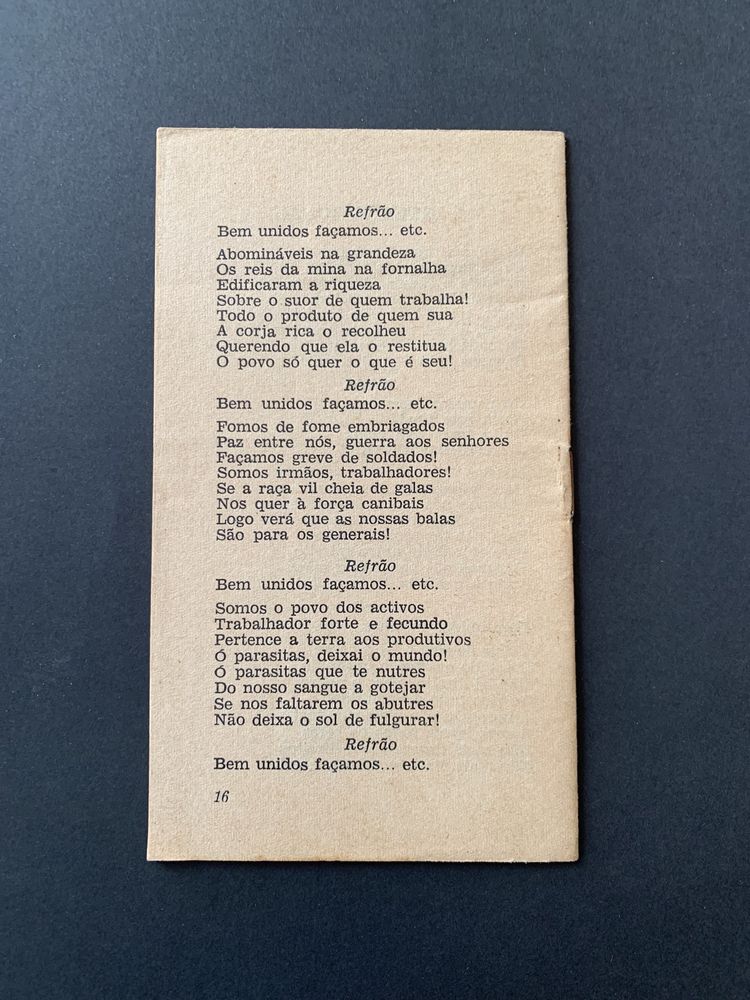 Refrão
Bem unidos façamos... etc.
Abomináveis na grandeza
Os reis da mina na fornalha
Edificaram a riqueza
Sobre o suor de quem trabalha!
Todo o produto de quem sua
A corja rica o recolheu
Querendo que ela o restitua
O povo só quer o que é seu!
Refrão
Bem unidos façamos... etc.
Fomos de fome embriagados
Paz entre nós, guerra aos senhores
Façamos greve de soldados!
Somos irmãos, trabalhadores!
Se a raça vil cheia de galas
Nos quer à força canibais
Logo verá que as nossas balas
São para os generais!
Refrão
Bem unidos façamos... etc.
Somos o povo dos activos
Trabalhador forte e fecundo
Pertence a terra aos produtivos
Ó parasitas, deixai o mundo!
Ó parasitas que te nutres
Do nosso sangue a gotejar
Se nos faltarem os abutres
Não deixa o sol de fulgurar!
Refrão
Bem unidos façamos... etc.
16